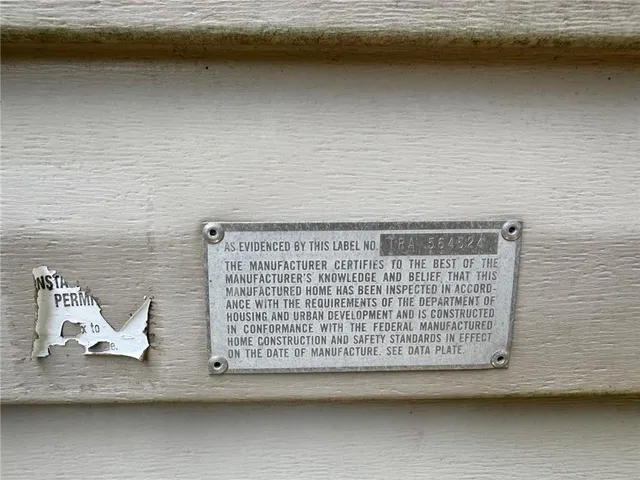 AS EVIDENCED BY THIS LABEL NO. TRA 564524
THE MANUFACTURER CERTIFIES TO THE BEST OF THE
MANUFACTURER'S KNOWLEDGE AND BELIEF THAT THIS
MANUFACTURED HOME HAS BEEN INSPECTED IN ACCORD-
ANCE WITH THE REQUIREMENTS OF THE DEPARTMENT OF
HOUSING AND URBAN DEVELOPMENT AND IS CONSTRUCTED
IN CONFORMANCE WITH THE FEDERAL MANUFACTURED
HOME CONSTRUCTION AND SAFETY STANDARDS IN EFFECT
ON THE DATE OF MANUFACTURE. SEE DATA PLATE.
INSTA
PERMI
x to
e.